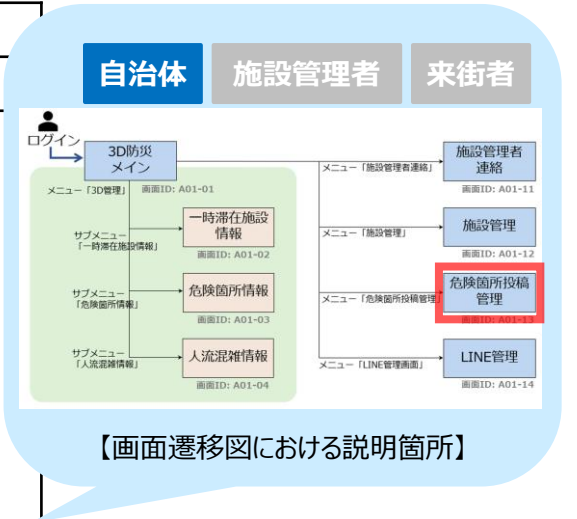 自治体 施設管理者 来街者
ログイン
3D防災
メイン
画面ID: A01-01
メニュー「3D管理」
サブメニュー
「一時滞在施設情報」
一時滞在施設
情報
画面ID: A01-02
サブメニュー
「危険箇所情報」
危険箇所情報
画面ID: A01-03
サブメニュー
「人流混雑情報」
人流混雑情報
画面ID: A01-04
メニュー「施設管理者連絡」
施設管理者
連絡
画面ID: A01-11
メニュー「施設管理」
施設管理
画面ID: A01-12
メニュー「危険箇所投稿管理」
危険箇所投稿
管理
画面ID: A01-13
メニュー「LINE管理画面」
LINE管理
画面ID: A01-14
【画面遷移図における説明箇所】